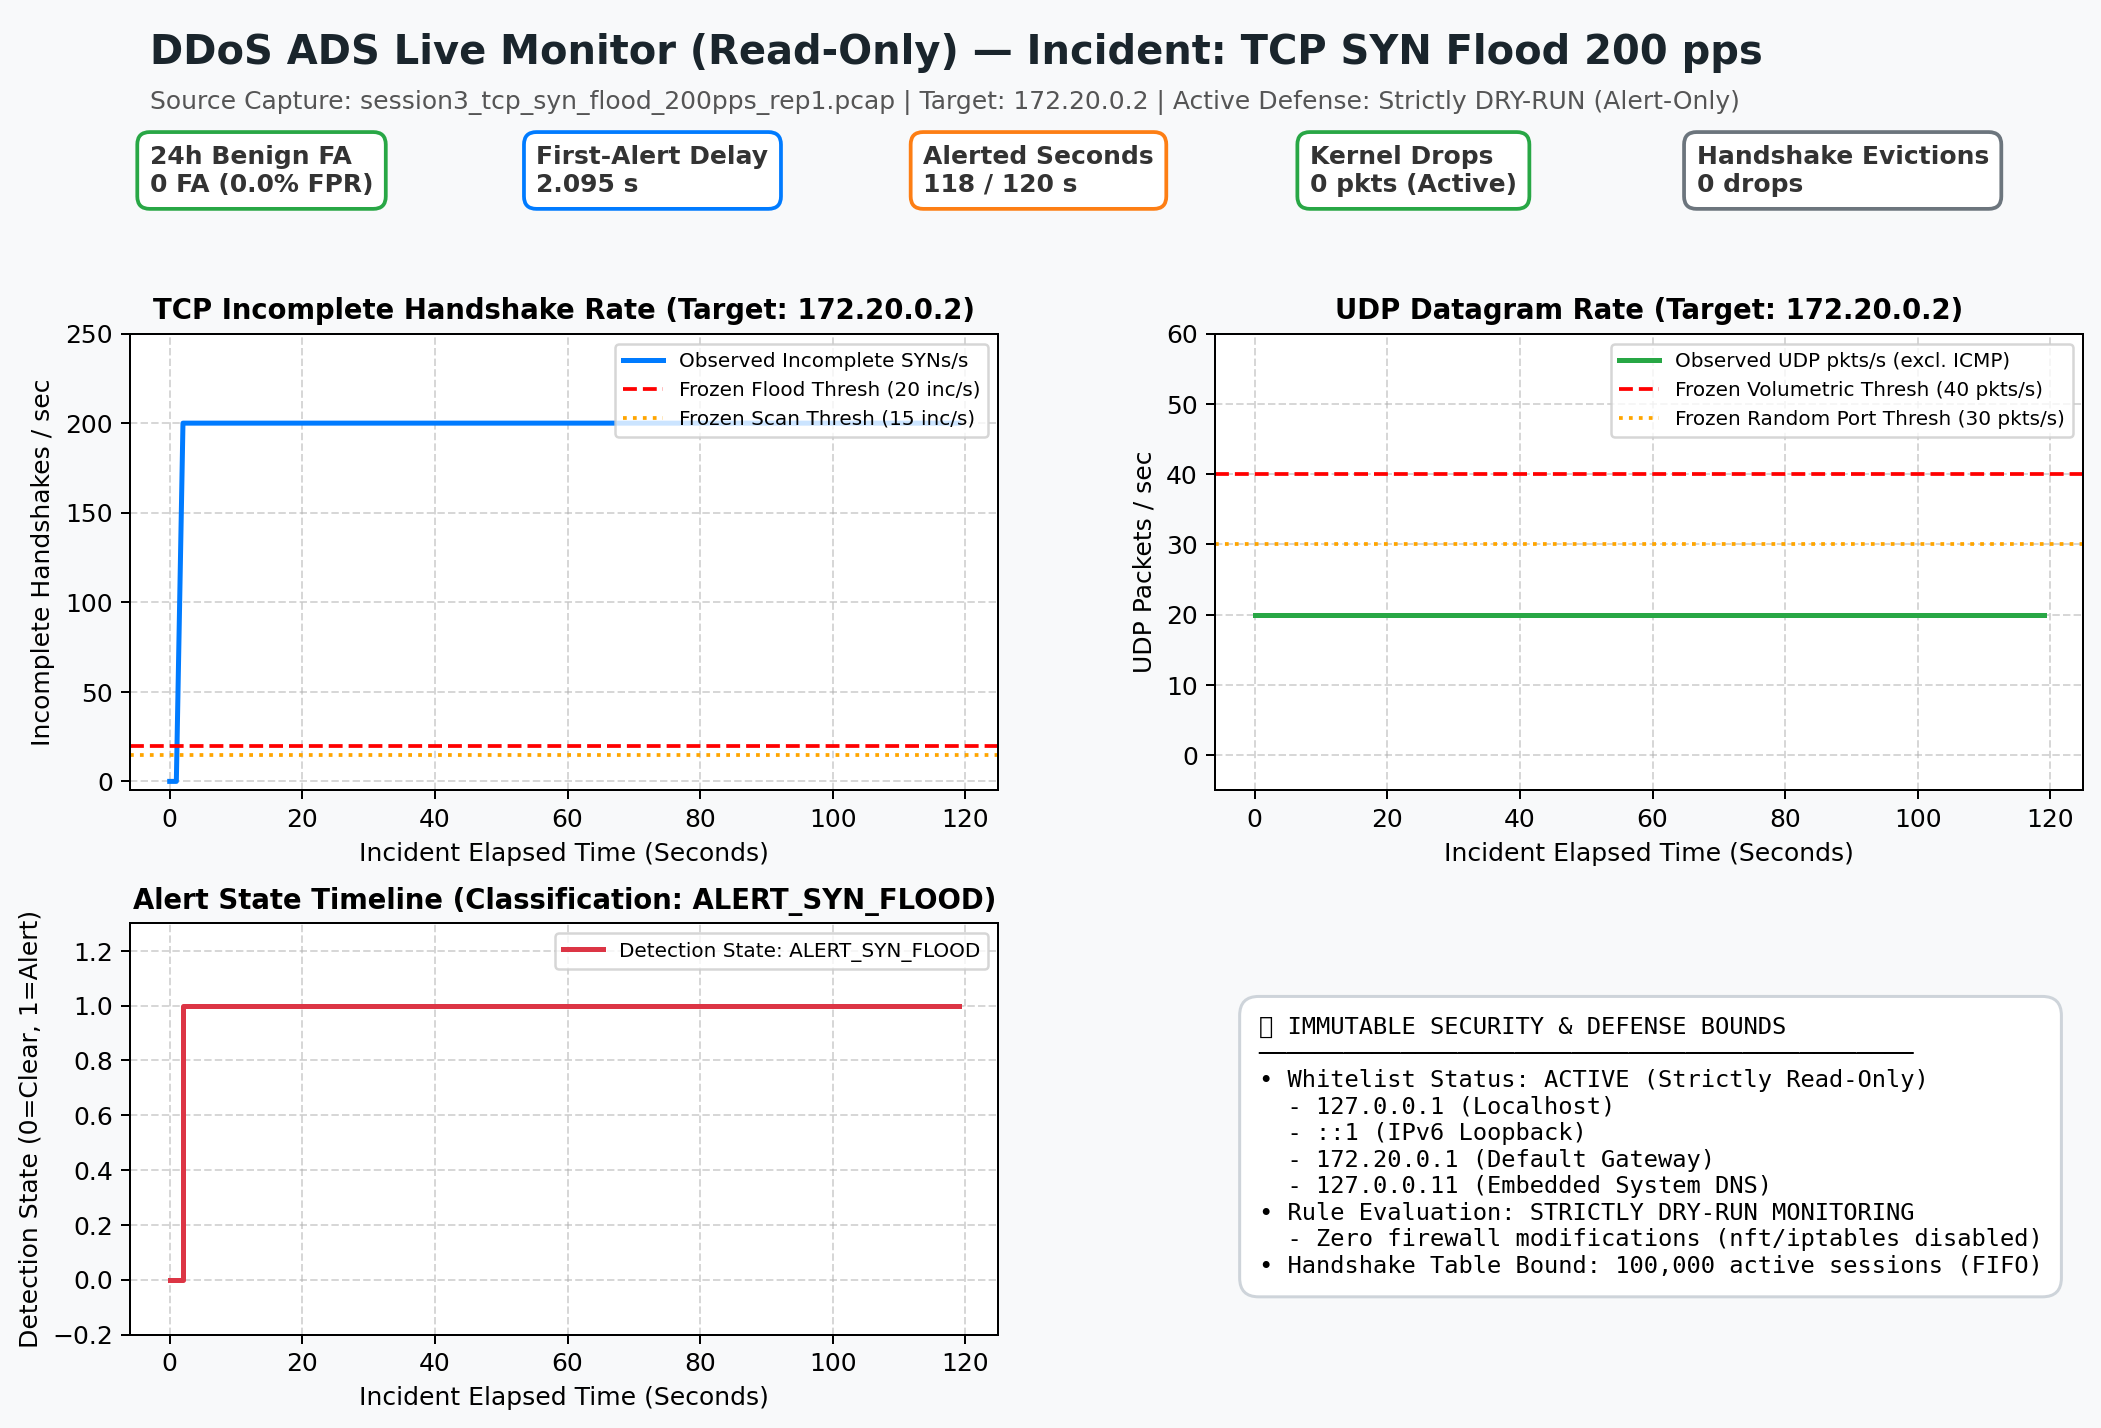 DDoS ADS Live Monitor (Read-Only) — Incident: TCP SYN Flood 200 pps
Source Capture: session3_tcp_syn_flood_200pps_rep1.pcap | Target: 172.20.0.2 | Active Defense: Strictly DRY-RUN (Alert-Only)
24h Benign FA
0 FA (0.0% FPR)
First-Alert Delay
2.095 s
Alerted Seconds
118 / 120 s
Kernel Drops
0 pkts (Active)
Handshake Evictions
0 drops
TCP Incomplete Handshake Rate (Target: 172.20.0.2)
Incomplete Handshakes / sec
250
200
150
100
50
0
Observed Incomplete SYNs/s
Frozen Flood Thresh (20 inc/s)
Frozen Scan Thresh (15 inc/s)
0 20 40 60 80 100 120
Incident Elapsed Time (Seconds)
UDP Datagram Rate (Target: 172.20.0.2)
UDP Packets / sec
60
50
40
30
20
10
0
Observed UDP pkts/s (excl. ICMP)
Frozen Volumetric Thresh (40 pkts/s)
Frozen Random Port Thresh (30 pkts/s)
0 20 40 60 80 100 120
Incident Elapsed Time (Seconds)
Alert State Timeline (Classification: ALERT_SYN_FLOOD)
Detection State (0=Clear, 1=Alert)
1.2
1.0
0.8
0.6
0.4
0.2
0.0
−0.2
Detection State: ALERT_SYN_FLOOD
0 20 40 60 80 100 120
Incident Elapsed Time (Seconds)
IMMUTABLE SECURITY & DEFENSE BOUNDS
• Whitelist Status: ACTIVE (Strictly Read-Only)
- 127.0.0.1 (Localhost)
- ::1 (IPv6 Loopback)
- 172.20.0.1 (Default Gateway)
- 127.0.0.11 (Embedded System DNS)
• Rule Evaluation: STRICTLY DRY-RUN MONITORING
- Zero firewall modifications (nft/iptables disabled)
• Handshake Table Bound: 100,000 active sessions (FIFO)